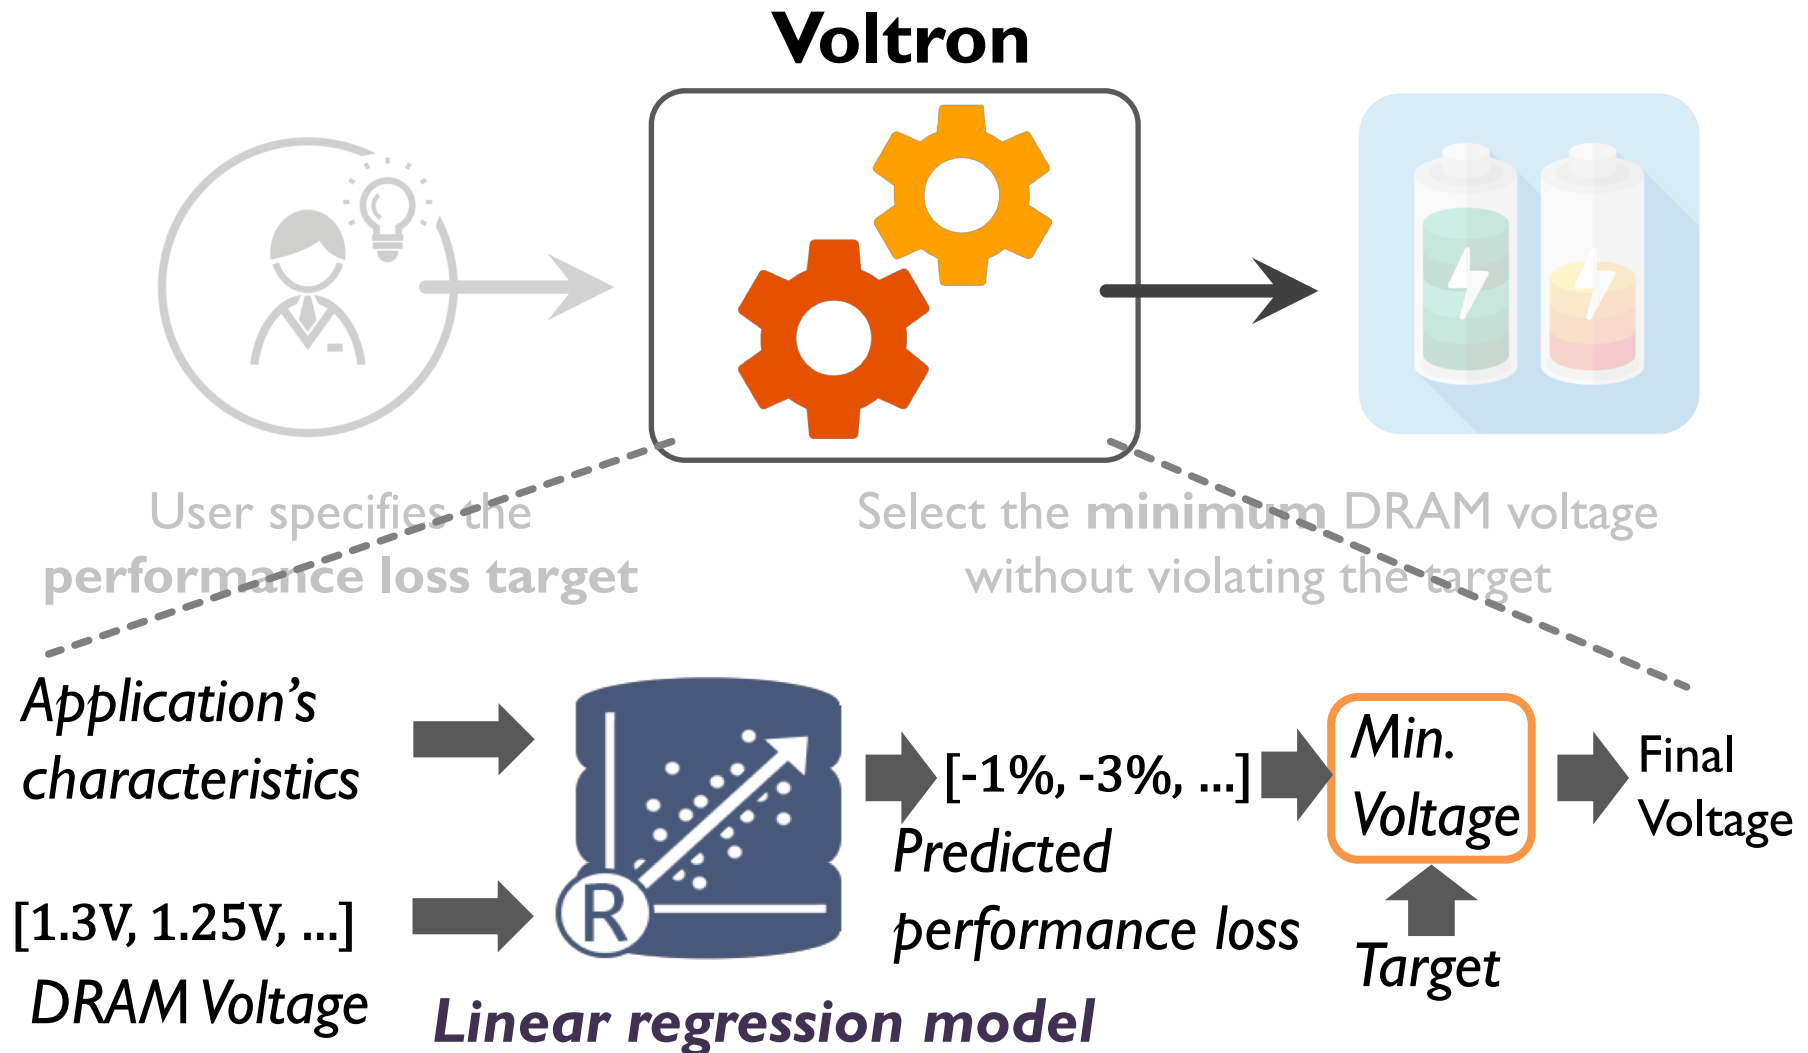 Voltron
User specifies the
performance loss target
Select the minimum DRAM voltage
without violating the target
Application’s
characteristics
[1.3V, 1.25V, ...]
DRAM Voltage
R
Linear regression model
[-1%, -3%, ...]
Predicted
performance loss
Min.
Voltage
Target
Final
Voltage